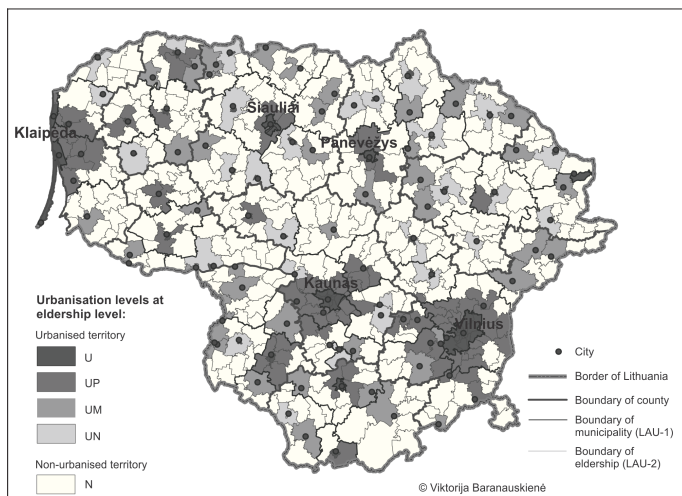 Klaipėda
Šiauliai
Panevėžys
Kaunas
Vilnius
Urbanisation levels at
eldership level:
Urbanised territory
U
UP
UM
UN
Non-urbanised territory
N
City
Border of Lithuania
Boundary of county
Boundary of
municipality (LAU-1)
Boundary of
eldership (LAU-2)
© Viktorija Baranauskienė